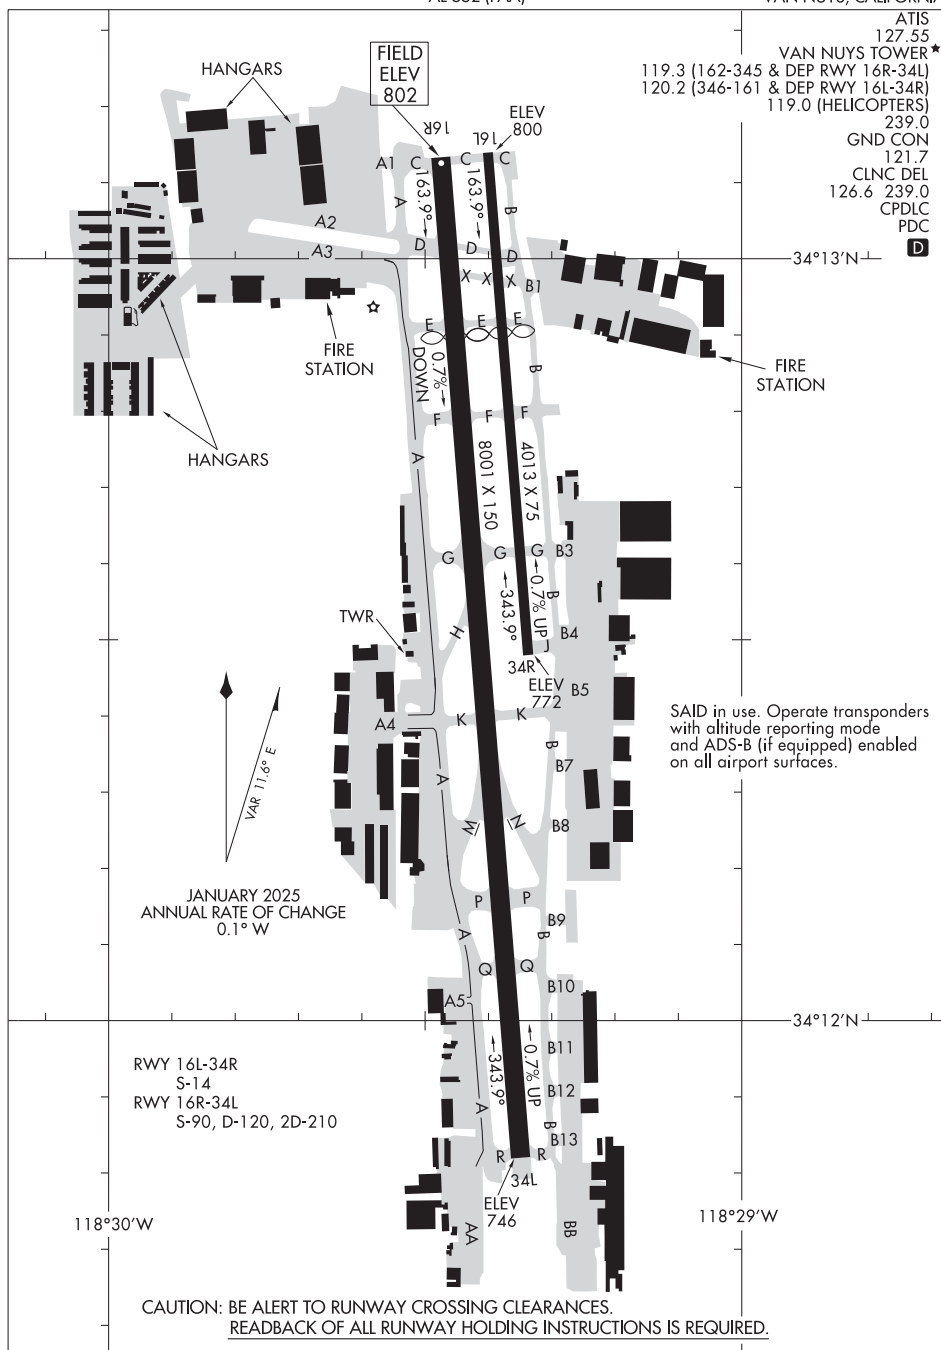 AL-552 (FAA)
VAN NUYS, CALIFORNIA
ATIS
127.55
VAN NUYS TOWER★
119.3 (162-345 & DEP RWY 16R-34L)
120.2 (346-161 & DEP RWY 16L-34R)
119.0 (HELICOPTERS)
239.0
GND CON
121.7
CLNC DEL
126.6 239.0
CPDLC
PDC
D
FIELD
ELEV
802
HANGARS
16R
16L
ELEV
800
A1
C
C
C
163.9°
163.9°
A
B
A2
A3
D
D
D
34°13'N
X
X
X
B1
FIRE
STATION
E
E
E
FIRE
STATION
0.7%
DOWN
B
F
F
F
HANGARS
A
8001 X 150
4013 X 75
G
G
G
B3
343.9°
0.7% UP
B
H
B4
TWR
34R
ELEV
772
B5
A4
K
K
VAR 11.6° E
SAID in use. Operate transponders
with altitude reporting mode
and ADS-B (if equipped) enabled
on all airport surfaces.
B
B7
A
M
N
B8
JANUARY 2025
ANNUAL RATE OF CHANGE
0.1° W
P
P
B9
A
B
Q
Q
B10
A5
34°12'N
RWY 16L-34R
S-14
RWY 16R-34L
S-90, D-120, 2D-210
343.9°
0.7% UP
B11
B12
A
B
B13
R
R
34L
ELEV
746
118°30'W
118°29'W
AA
BB
CAUTION: BE ALERT TO RUNWAY CROSSING CLEARANCES.
READBACK OF ALL RUNWAY HOLDING INSTRUCTIONS IS REQUIRED.